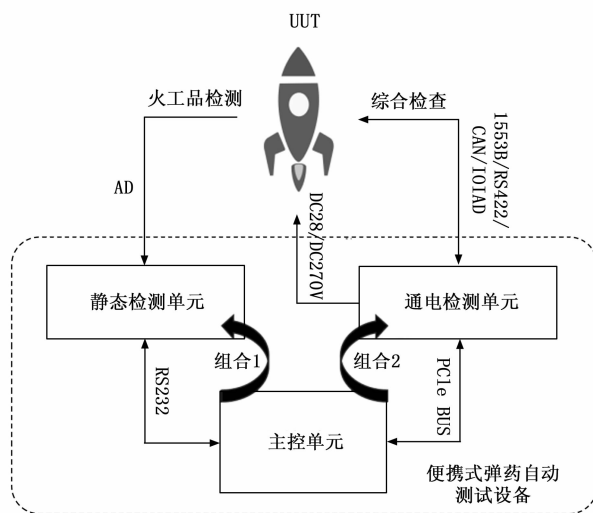 UUT
火工品检测
综合检查
AD
DC28/DC270V
1553B/RS422/
CAN/IOIAD
静态检测单元
通电检测单元
组合1
组合2
RS232
PCle BUS
主控单元
便携式弹药自动
测试设备